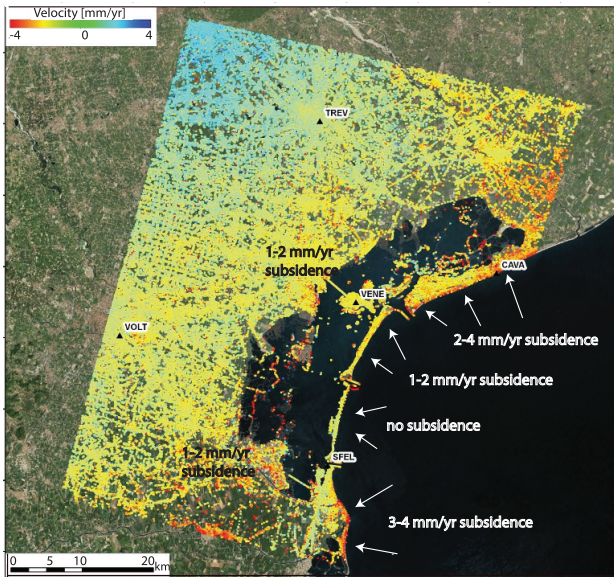 Velocity [mm/yr]
-4 0 4
TREV
1-2 mm/yr
subsidence
CAVA
VENE
VOLT
2-4 mm/yr subsidence
1-2 mm/yr subsidence
no subsidence
1-2 mm/yr
subsidence
SFEL
3-4 mm/yr subsidence
0 5 10 20
km